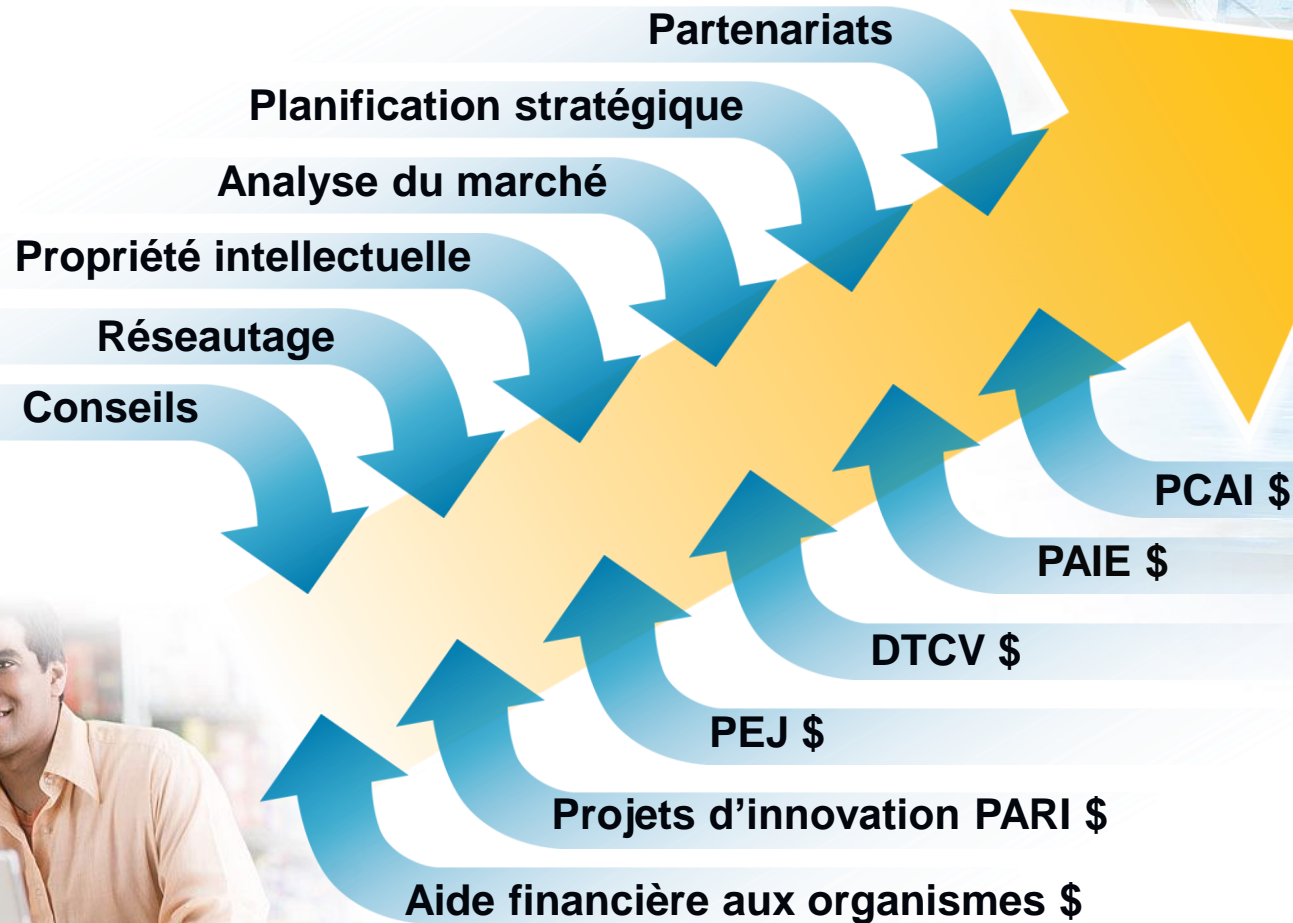 Partenariats
Planification stratégique
Analyse du marché
Propriété intellectuelle
Réseautage
Conseils
PCAI $
PAIE $
DTCV $
PEJ $
Projets d’innovation PARI $
Aide financière aux organismes $